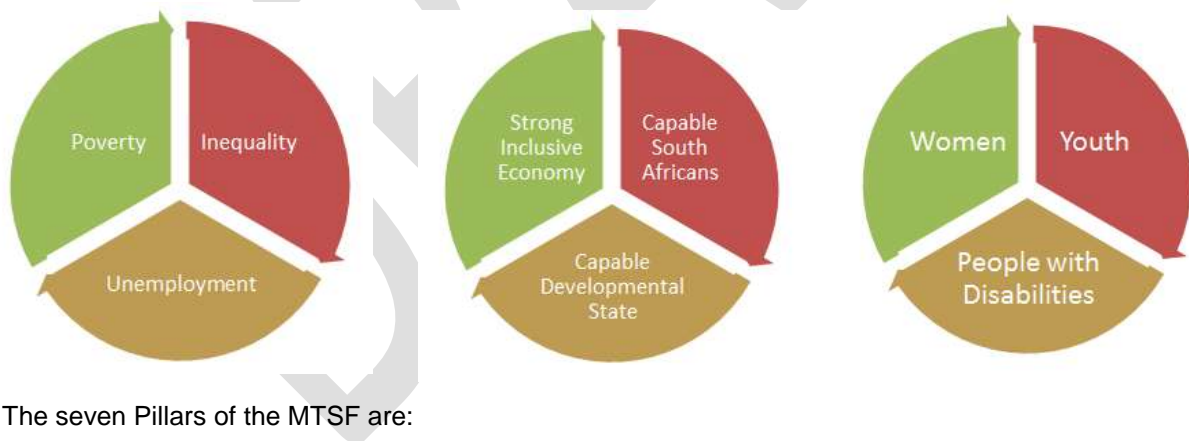 Poverty
Inequality
Unemployment
Strong
Inclusive
Economy
Capable
South
Africans
Capable
Developmental
State
Women
Youth
People with
Disabilities
The seven Pillars of the MTSF are: